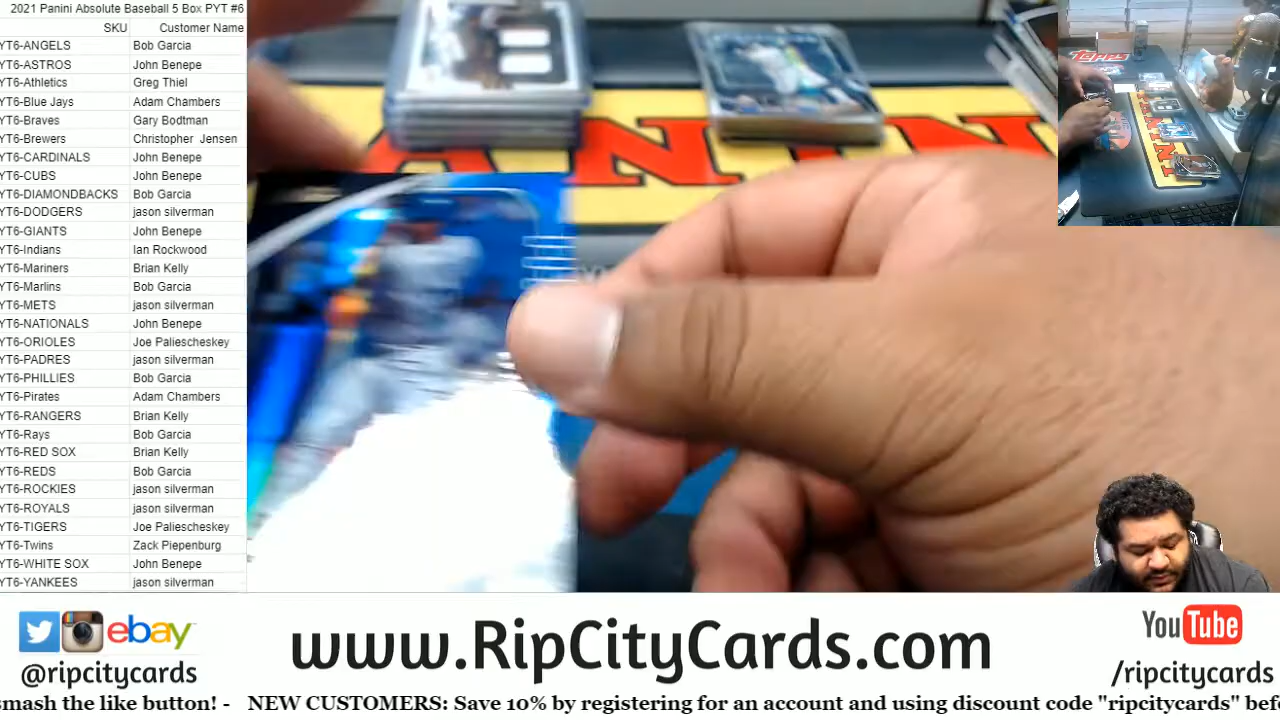 2021 Panini Absolute Baseball 5 Box PYT #6
SKU Customer Name
YT6-ANGELS Bob Garcia
YT6-ASTROS John Benepe
YT6-Athletics Greg Thiel
YT6-Blue Jays Adam Chambers
YT6-Braves Gary Bodtman
YT6-Brewers Christopher Jensen
YT6-CARDINALS John Benepe
YT6-CUBS John Benepe
YT6-DIAMONDBACKS Bob Garcia
YT6-DODGERS jason silverman
YT6-GIANTS John Benepe
YT6-Indians Ian Rockwood
YT6-Mariners Brian Kelly
YT6-Marlins Bob Garcia
YT6-METS jason silverman
YT6-NATIONALS John Benepe
YT6-ORIOLES Joe Paliescheskey
YT6-PADRES jason silverman
YT6-PHILLIES Bob Garcia
YT6-Pirates Adam Chambers
YT6-RANGERS Brian Kelly
YT6-Rays Bob Garcia
YT6-RED SOX Brian Kelly
YT6-REDS Bob Garcia
YT6-ROCKIES jason silverman
YT6-ROYALS jason silverman
YT6-TIGERS Joe Paliescheskey
YT6-Twins Zack Piepenburg
YT6-WHITE SOX John Benepe
YT6-YANKEES jason silverman
ANIN
TOPPS
ebay
@ripcitycards
www.RipCityCards.com
YouTube
/ripcitycards
smash the like button! - NEW CUSTOMERS: Save 10% by registering for an account and using discount code "ripcitycards" bef